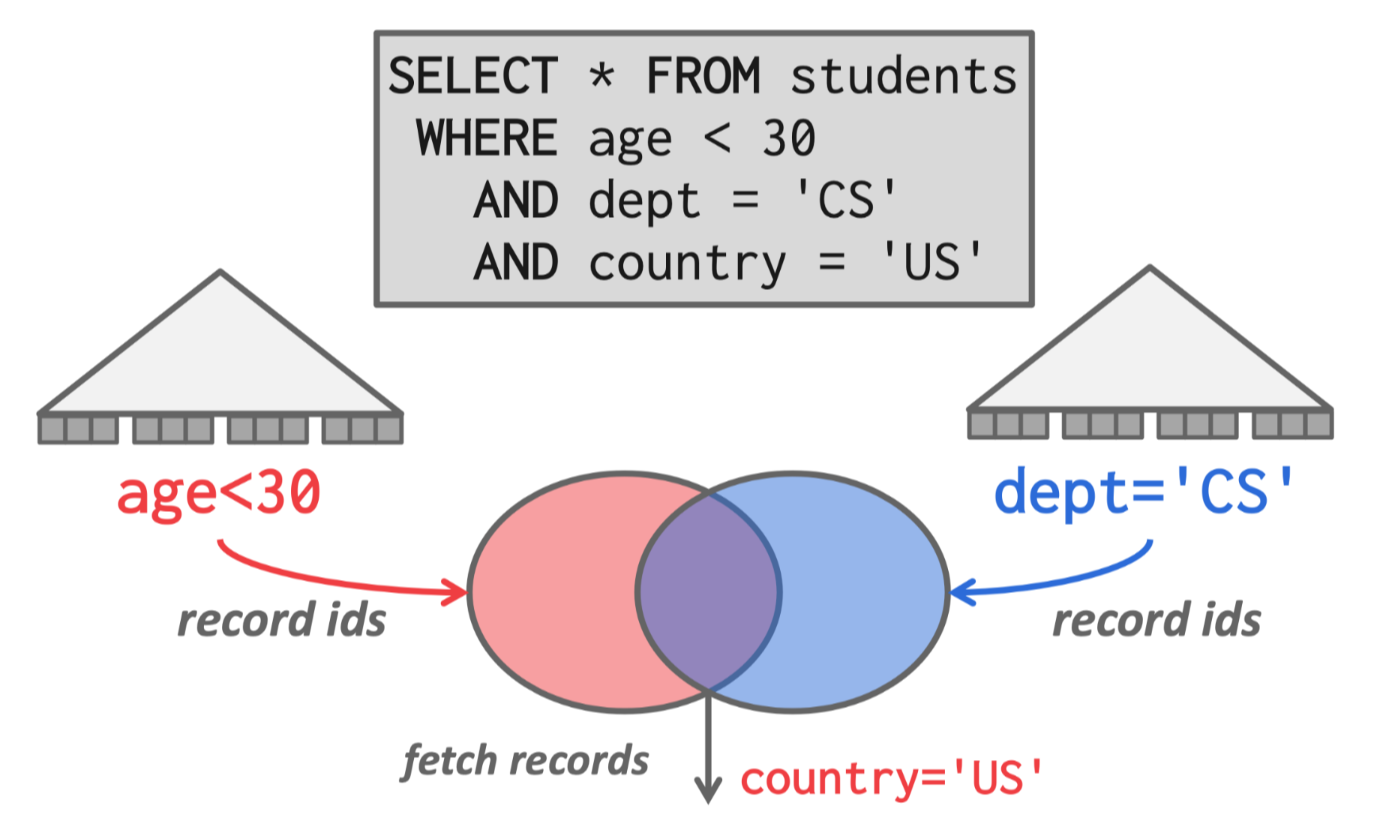 SELECT * FROM students
WHERE age < 30
AND dept = 'CS'
AND country = 'US'
age<30
dept='CS'
record ids
record ids
fetch records
country='US'